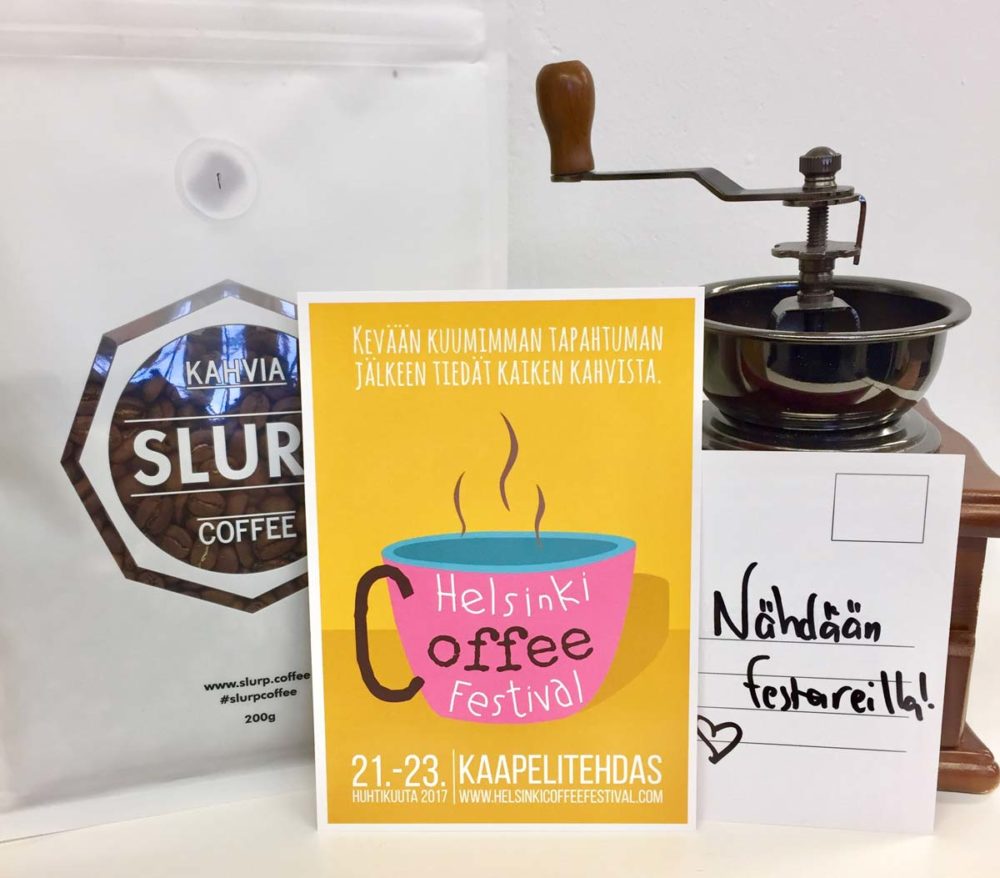 KAHVIA
SLUR
COFFEE
www.slurp.coffee
#slurpcoffee
200g
KEVÄÄN KUUMIMMAN TAPAHTUMAN
JÄLKEEN TIEDÄT KAIKEN KAHVISTA.
Helsinki
Coffee
Festival
21.-23.
HUHTIKUUTA 2017
KAAPELITEHDAS
WWW.HELSINKICOFFEEFESTIVAL.COM
Nähdään
festareilla!